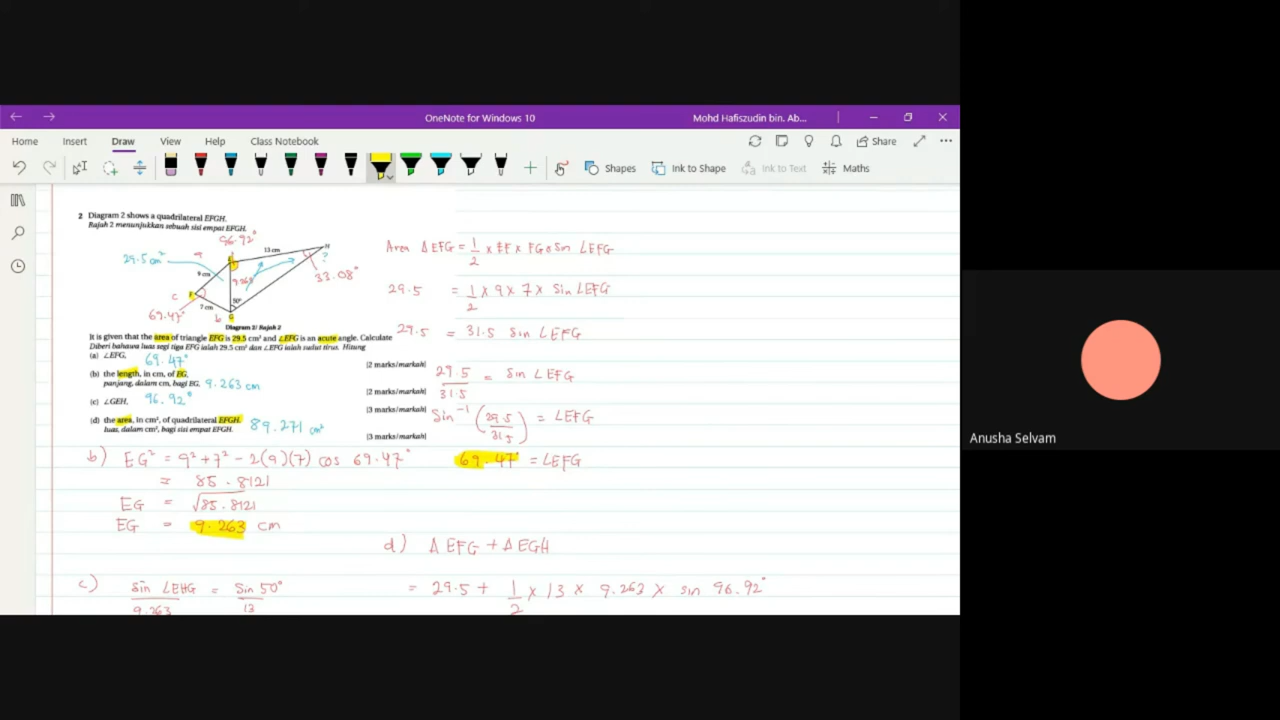 OneNote for Windows 10
Mohd Hafiszudin bin. Ab...
Home Insert Draw View Help Class Notebook
Share
Shapes Ink to Shape Ink to Text Maths
2 Diagram 2 shows a quadrilateral EFGH.
Rajah 2 menunjukkan sebuah sisi empat EFGH.
96.92°
29.5 cm²
9
13 cm
H
?
33.08°
9 cm
9.263
E
c
F
7 cm
50°
69.47°
b
G
Diagram 2/ Rajah 2
It is given that the area of triangle EFG is 29.5 cm² and ∠EFG is an acute angle. Calculate
Diberi bahawa luas segi tiga EFG ialah 29.5 cm² dan ∠EFG ialah sudut tirus. Hitung
(a) ∠EFG, 69.47°
[2 marks/markah]
(b) the length, in cm, of EG.
panjang, dalam cm, bagi EG. 9.263 cm
[2 marks/markah]
(c) ∠GEH, 96.92°
[3 marks/markah]
(d) the area, in cm², of quadrilateral EFGH.
luas, dalam cm², bagi sisi empat EFGH. 89.271 cm²
[3 marks/markah]
Area Δ EFG = 1/2 x EF x FG x Sin ∠EFG
29.5 = 1/2 x 9 x 7 x Sin ∠EFG
29.5 = 31.5 Sin ∠EFG
29.5/31.5 = Sin ∠EFG
Sin⁻¹ (29.5/31.5) = ∠EFG
69.47° = ∠EFG
b) EG² = 9² + 7² - 2(9)(7) cos 69.47°
= 85.8121
EG = √85.8121
EG = 9.263 cm
c) Sin ∠EHG/9.263 = Sin 50°/13
d) Δ EFG + Δ EGH
= 29.5 + 1/2 x 13 x 9.263 x sin 96.92°
Anusha Selvam